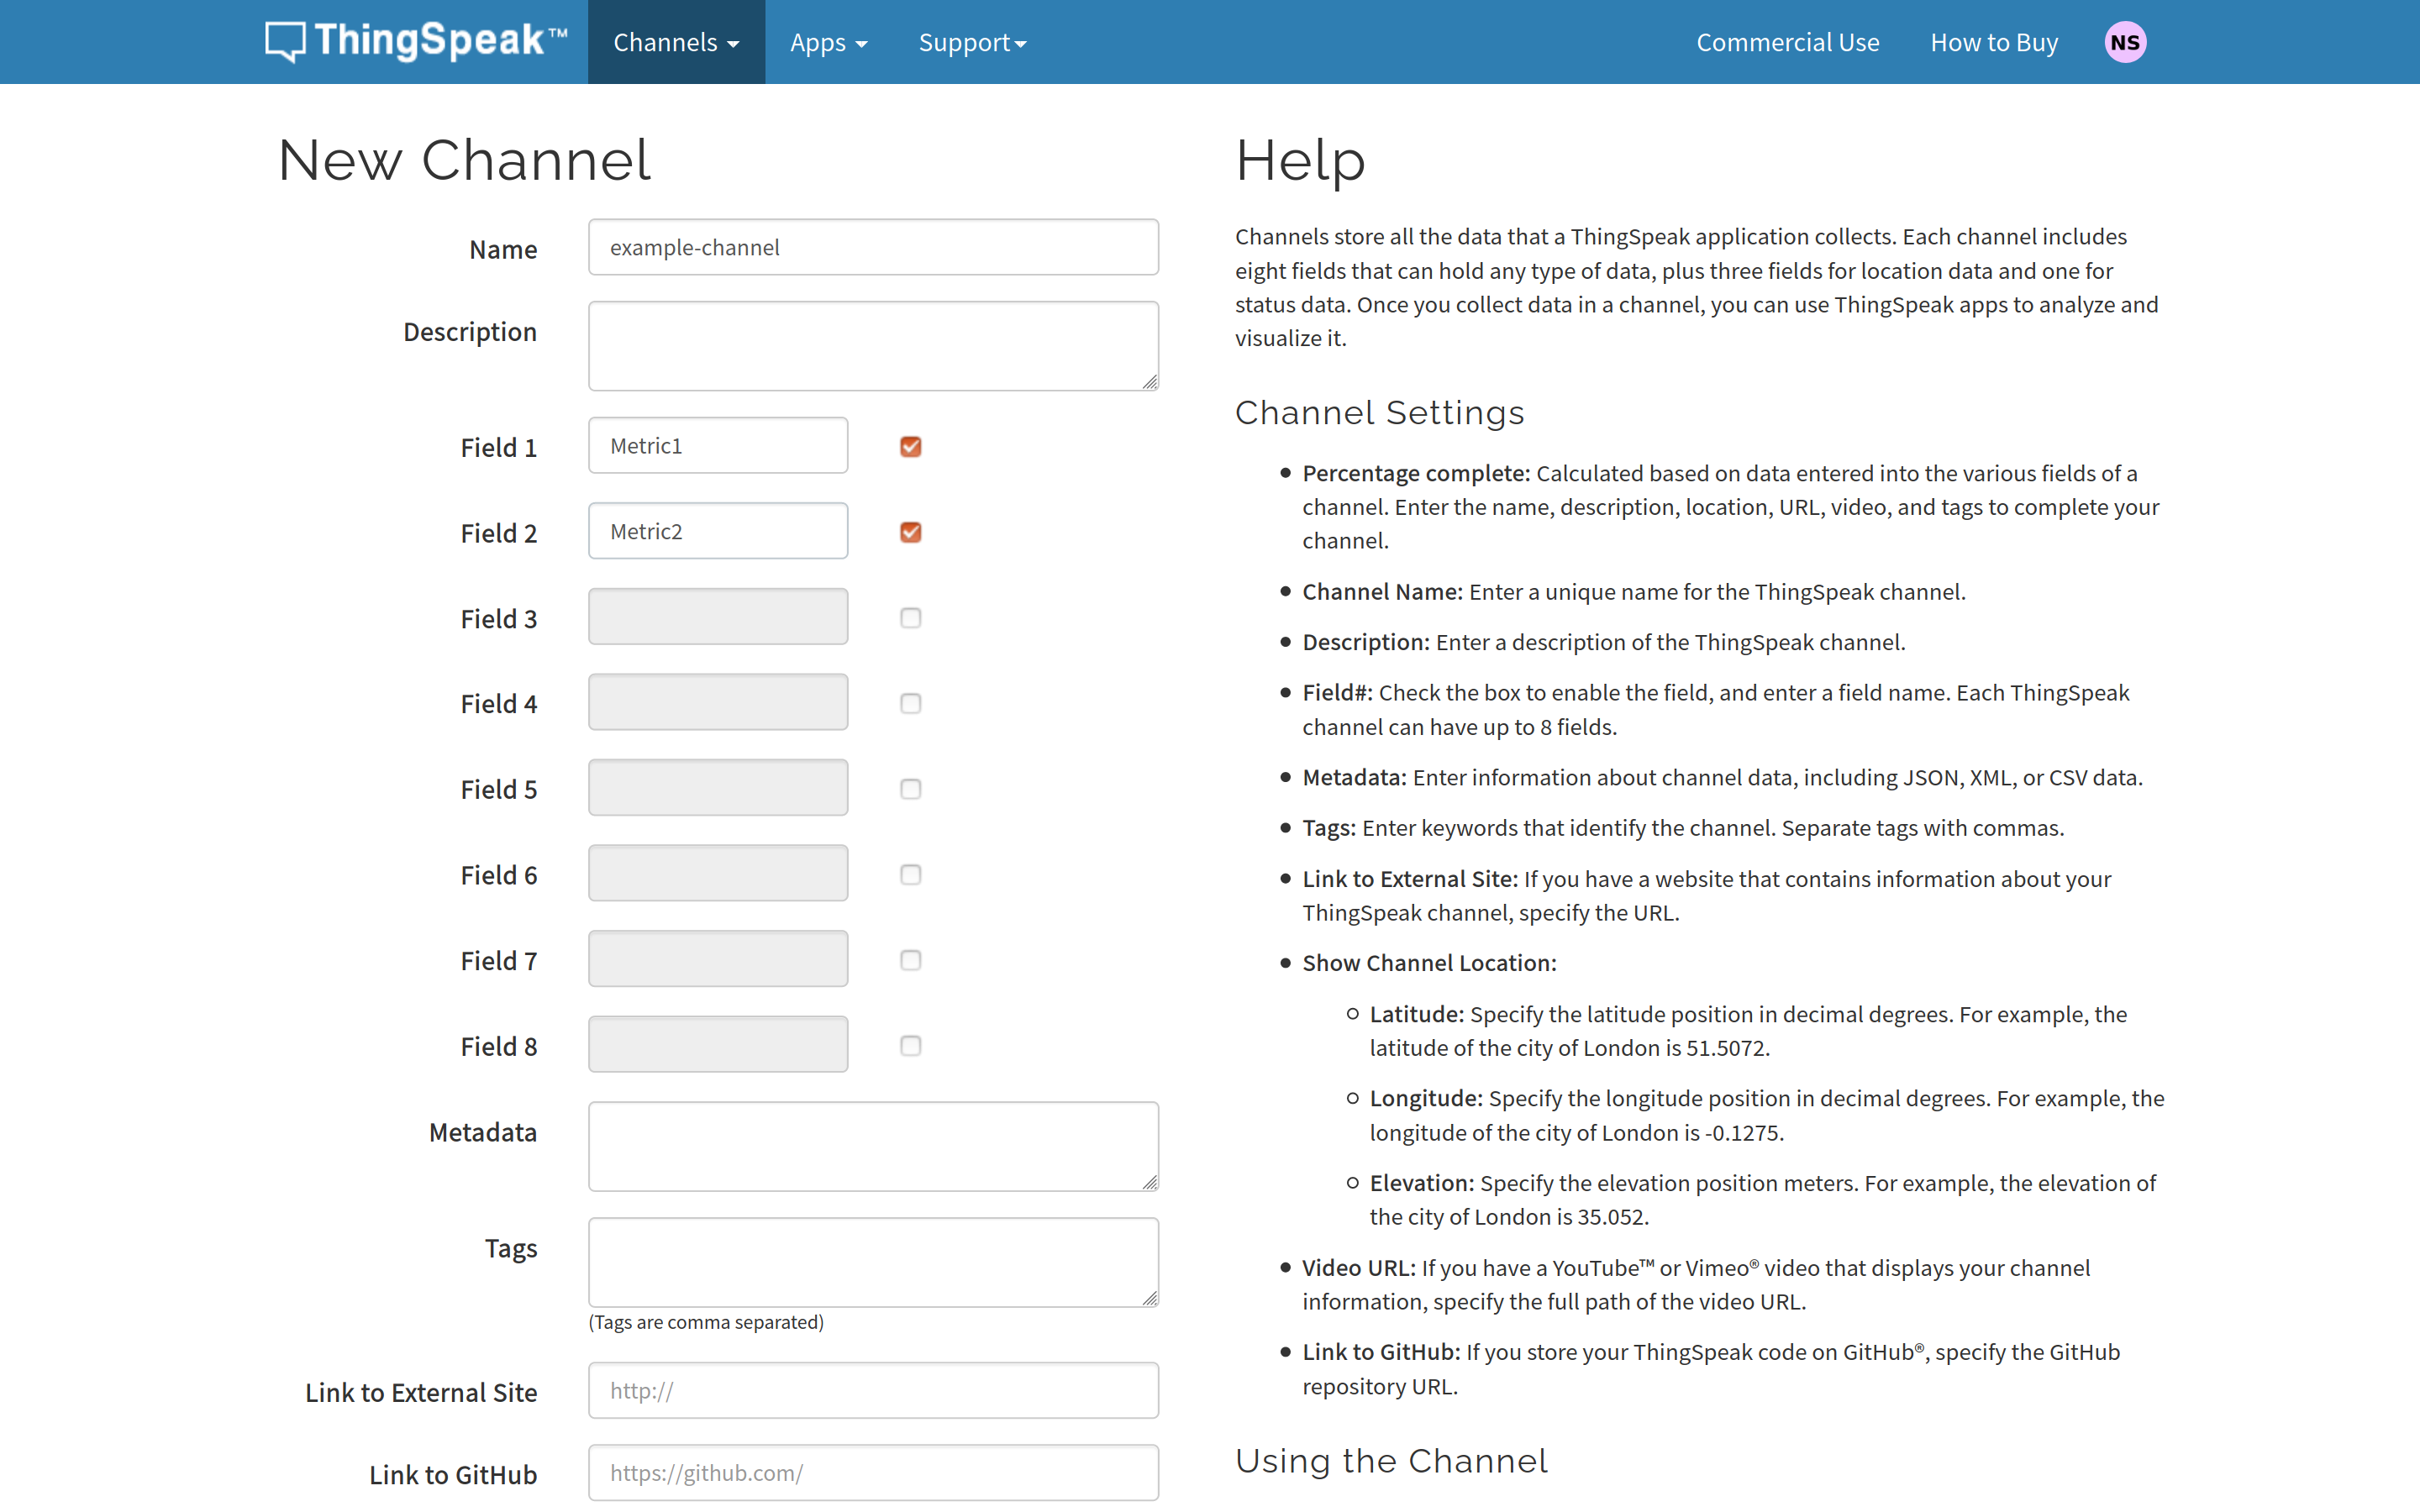 ThingSpeak™
Channels
Apps
Support
Commercial Use
How to Buy
NS
New Channel
Name
example-channel
Description
Field 1
Metric1
Field 2
Metric2
Field 3
Field 4
Field 5
Field 6
Field 7
Field 8
Metadata
Tags
(Tags are comma separated)
Link to External Site
http://
Link to GitHub
https://github.com/
Help
Channels store all the data that a ThingSpeak application collects. Each channel includes
eight fields that can hold any type of data, plus three fields for location data and one for
status data. Once you collect data in a channel, you can use ThingSpeak apps to analyze and
visualize it.
Channel Settings
Percentage complete: Calculated based on data entered into the various fields of a
channel. Enter the name, description, location, URL, video, and tags to complete your
channel.
Channel Name: Enter a unique name for the ThingSpeak channel.
Description: Enter a description of the ThingSpeak channel.
Field#: Check the box to enable the field, and enter a field name. Each ThingSpeak
channel can have up to 8 fields.
Metadata: Enter information about channel data, including JSON, XML, or CSV data.
Tags: Enter keywords that identify the channel. Separate tags with commas.
Link to External Site: If you have a website that contains information about your
ThingSpeak channel, specify the URL.
Show Channel Location:
Latitude: Specify the latitude position in decimal degrees. For example, the
latitude of the city of London is 51.5072.
Longitude: Specify the longitude position in decimal degrees. For example, the
longitude of the city of London is -0.1275.
Elevation: Specify the elevation position meters. For example, the elevation of
the city of London is 35.052.
Video URL: If you have a YouTube™ or Vimeo® video that displays your channel
information, specify the full path of the video URL.
Link to GitHub: If you store your ThingSpeak code on GitHub®, specify the GitHub
repository URL.
Using the Channel